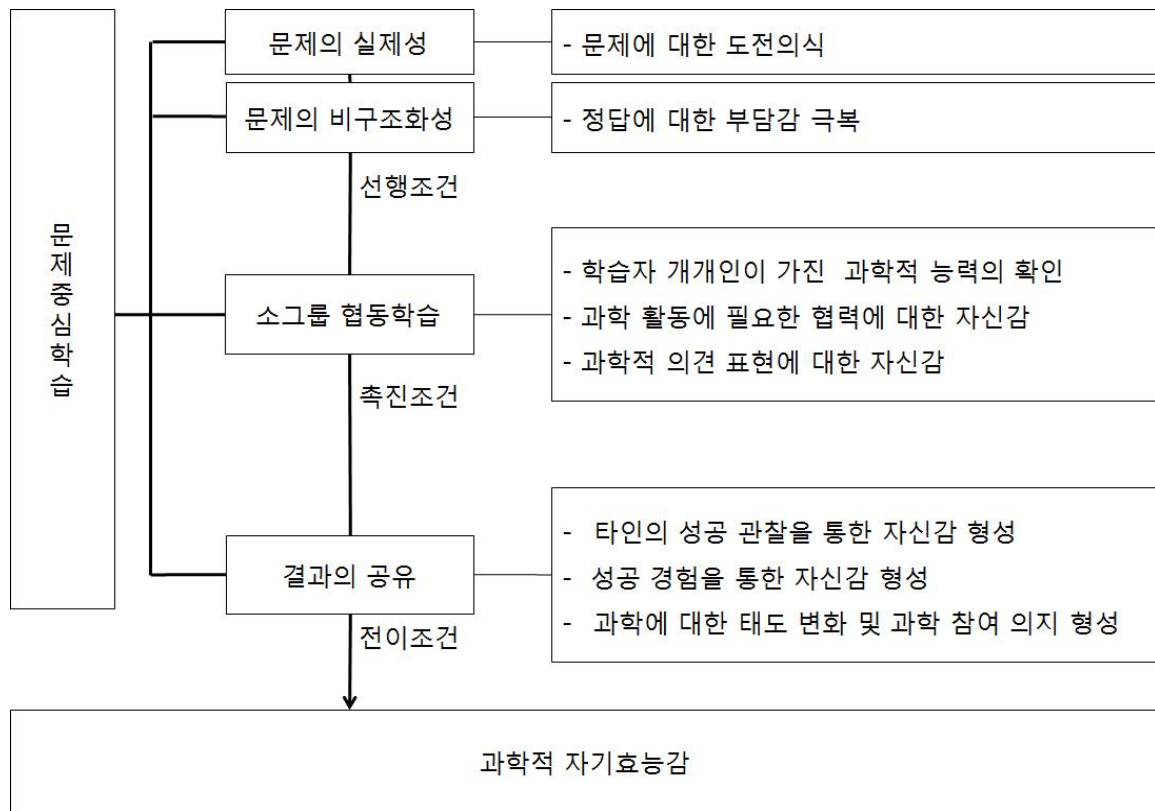 문제중심학습
문제의 실제성
- 문제에 대한 도전의식
문제의 비구조화성
- 정답에 대한 부담감 극복
선행조건
소그룹 협동학습
- 학습자 개개인이 가진 과학적 능력의 확인
- 과학 활동에 필요한 협력에 대한 자신감
- 과학적 의견 표현에 대한 자신감
촉진조건
결과의 공유
- 타인의 성공 관찰을 통한 자신감 형성
- 성공 경험을 통한 자신감 형성
- 과학에 대한 태도 변화 및 과학 참여 의지 형성
전이조건
과학적 자기효능감